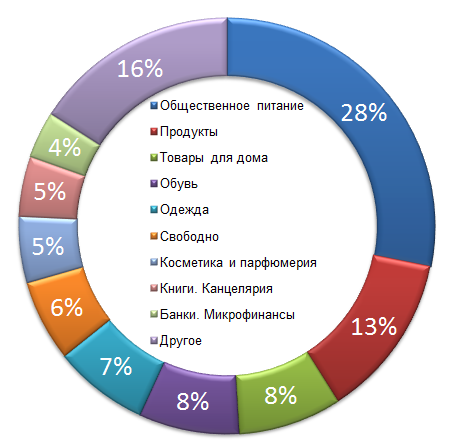 16%
28%
4%
5%
5%
6%
7%
8%
8%
13%
Общественное питание
Продукты
Товары для дома
Обувь
Одежда
Свободно
Косметика и парфюмерия
Книги. Канцелярия
Банки. Микрофинансы
Другое